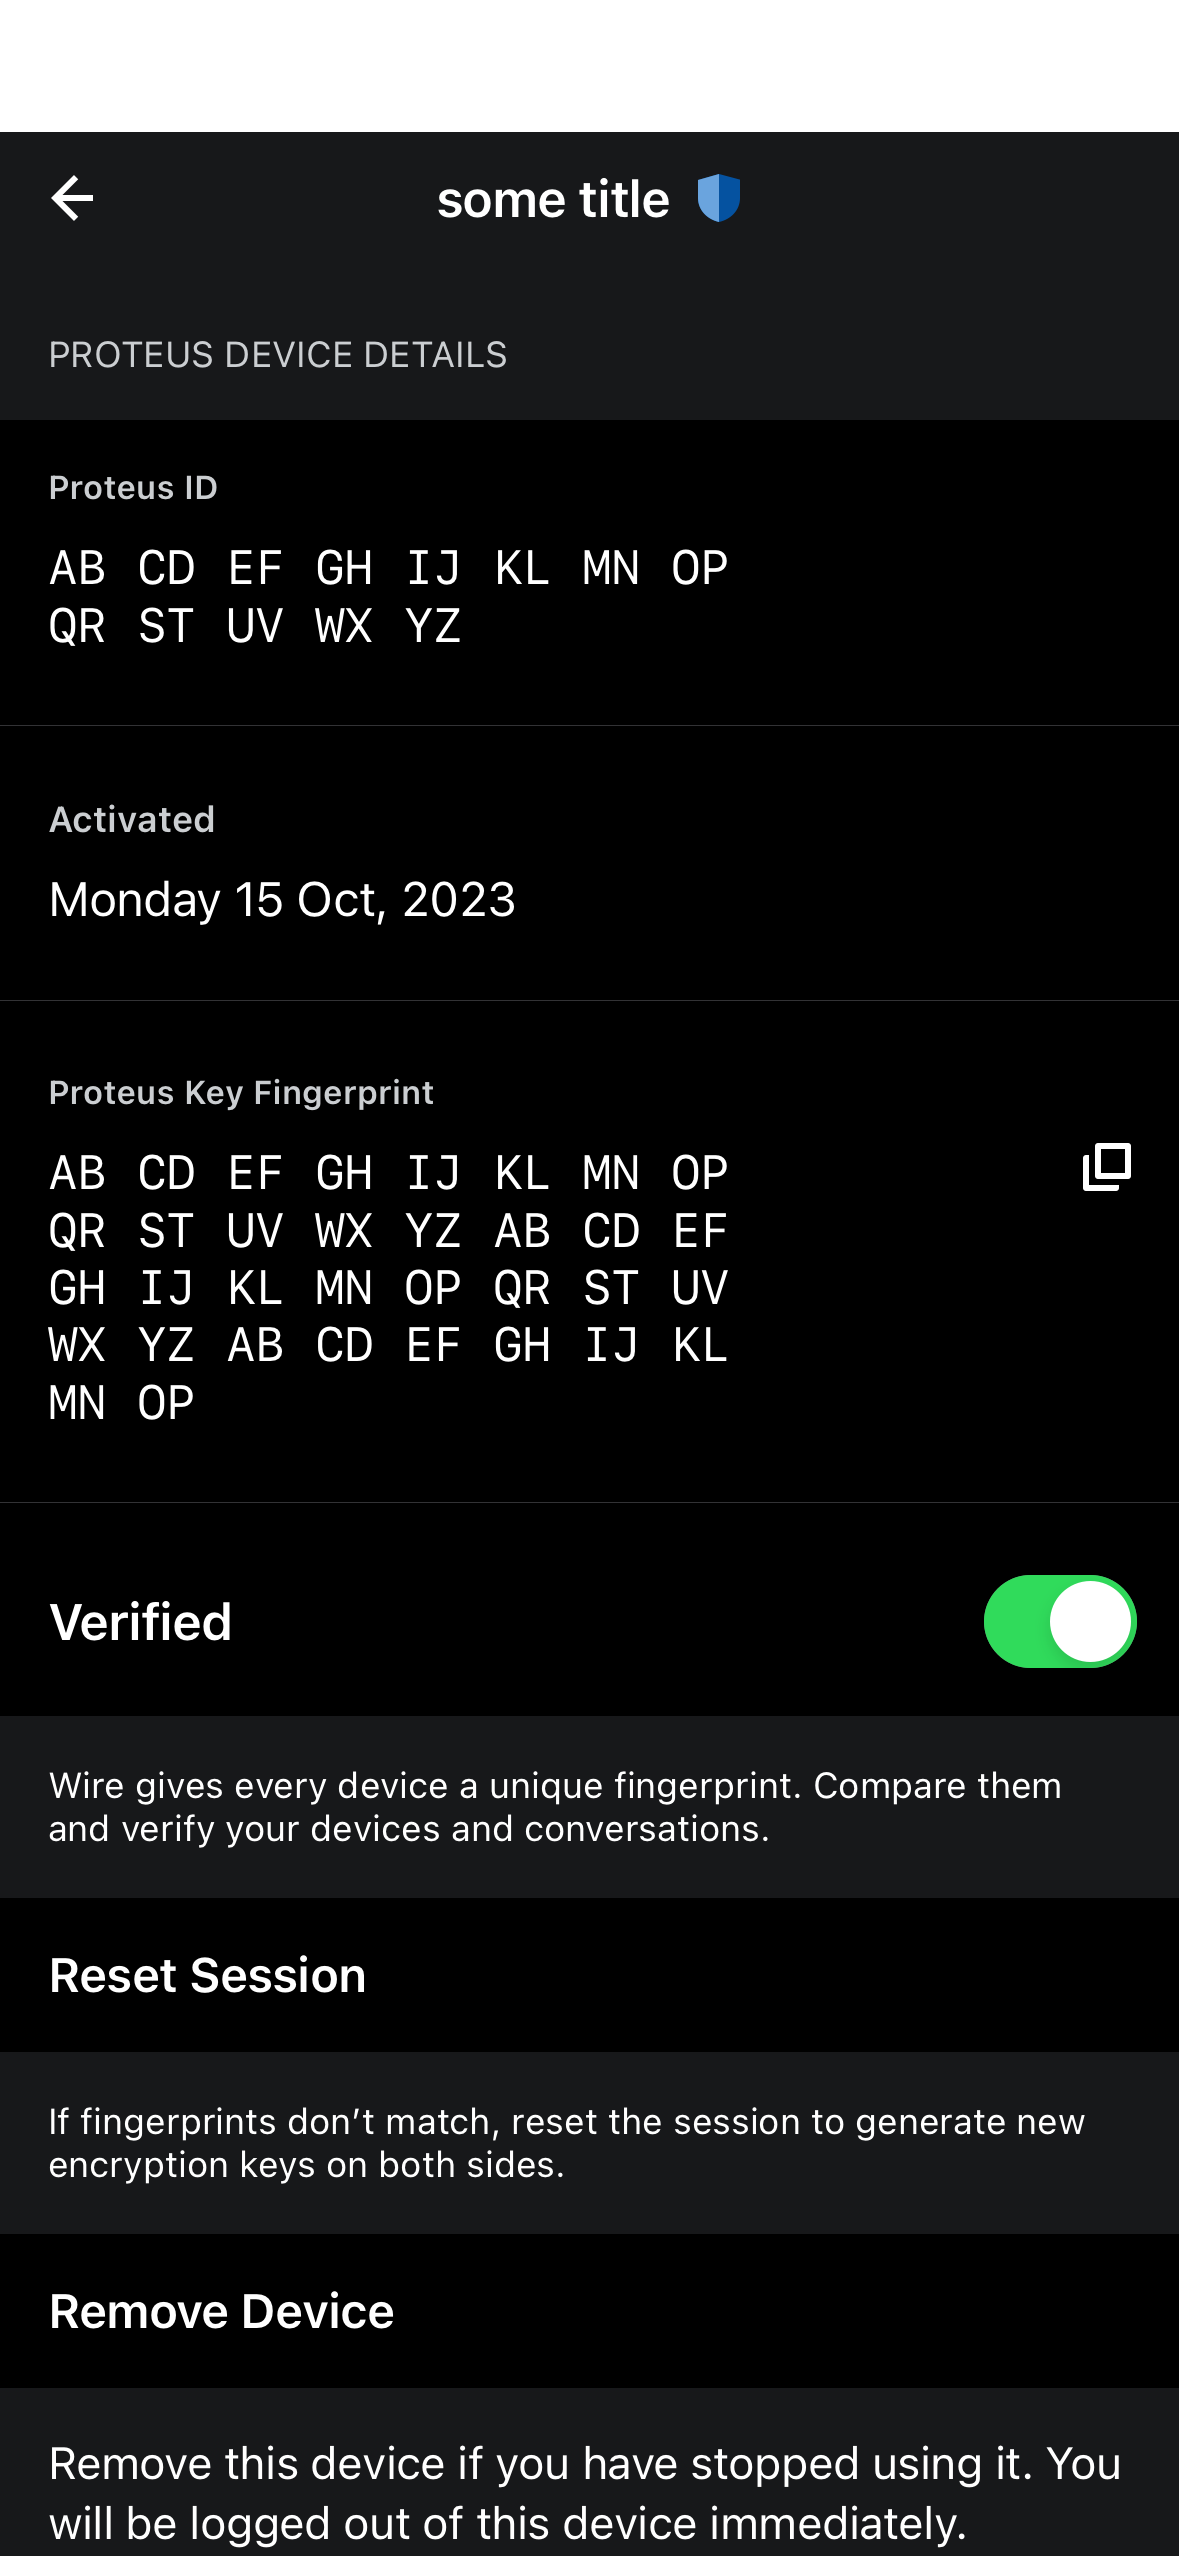 some title
PROTEUS DEVICE DETAILS
Proteus ID
AB CD EF GH IJ KL MN OP
QR ST UV WX YZ
Activated
Monday 15 Oct, 2023
Proteus Key Fingerprint
AB CD EF GH IJ KL MN OP
QR ST UV WX YZ AB CD EF
GH IJ KL MN OP QR ST UV
WX YZ AB CD EF GH IJ KL
MN OP
Verified
Wire gives every device a unique fingerprint. Compare them
and verify your devices and conversations.
Reset Session
If fingerprints don’t match, reset the session to generate new
encryption keys on both sides.
Remove Device
Remove this device if you have stopped using it. You
will be logged out of this device immediately.